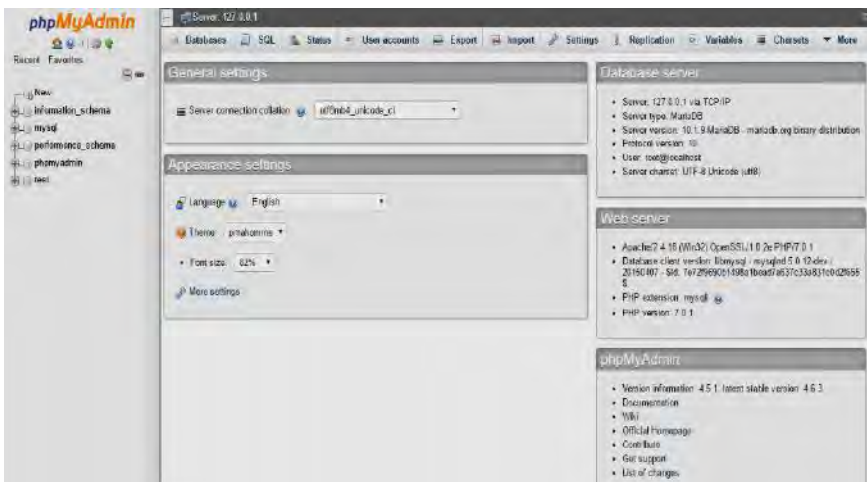 phpMyAdmin
Recent Favorites
New
information_schema
mysql
performance_schema
phpmyadmin
test
Server: 127.0.0.1
Databases SQL Status User accounts Export Import Settings Replication Variables Charsets More
General settings
Server connection collation utf8mb4_unicode_ci
Appearance settings
Language English
Theme: pmahomme
Font size: 82%
More settings
Database server
Server: 127.0.0.1 via TCP/IP
Server type: MariaDB
Server version: 10.1.9-MariaDB - mariadb.org binary distribution
Protocol version: 10
User: root@localhost
Server charset: UTF-8 Unicode (utf8)
Web server
Apache/2.4.18 (Win32) OpenSSL/1.0.2e PHP/7.0.1
Database client version: libmysql - mysqlnd 5.0.12-dev -
$
PHP extension: mysqli
PHP version: 7.0.1
phpMyAdmin
Version information: 4.5.1, latest stable version: 4.6.3
Documentation
Wiki
Official Homepage
Contribute
Get support
List of changes